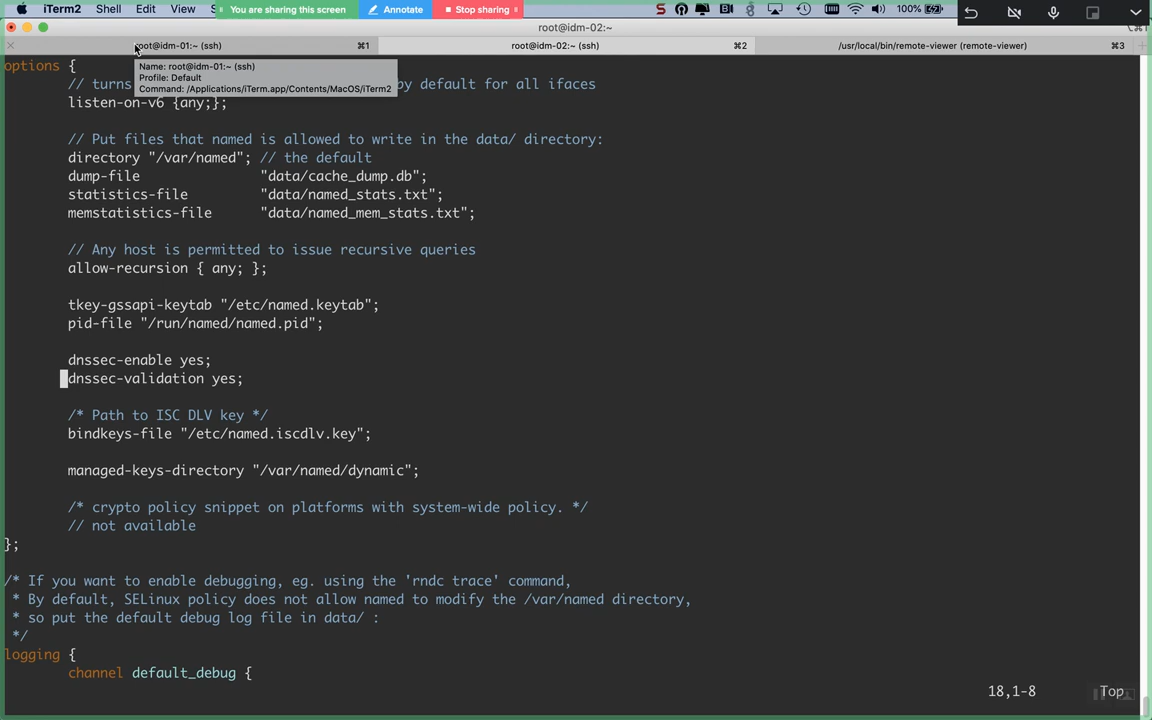 iTerm2 Shell Edit View S You are sharing this screen Annotate Stop sharing S 100%
root@idm-02:~
root@idm-01:~ (ssh) ⌘1 root@idm-02:~ (ssh) ⌘2 /usr/local/bin/remote-viewer (remote-viewer) ⌘3
options {
Name: root@idm-01:~ (ssh)
Profile: Default
Command: /Applications/iTerm.app/Contents/MacOS/iTerm2
// turns by default for all ifaces
listen-on-v6 {any;};
// Put files that named is allowed to write in the data/ directory:
directory "/var/named"; // the default
dump-file "data/cache_dump.db";
statistics-file "data/named_stats.txt";
memstatistics-file "data/named_mem_stats.txt";
// Any host is permitted to issue recursive queries
allow-recursion { any; };
tkey-gssapi-keytab "/etc/named.keytab";
pid-file "/run/named/named.pid";
dnssec-enable yes;
dnssec-validation yes;
/* Path to ISC DLV key */
bindkeys-file "/etc/named.iscdlv.key";
managed-keys-directory "/var/named/dynamic";
/* crypto policy snippet on platforms with system-wide policy. */
// not available
};
/* If you want to enable debugging, eg. using the 'rndc trace' command,
* By default, SELinux policy does not allow named to modify the /var/named directory,
* so put the default debug log file in data/ :
*/
logging {
channel default_debug {
18,1-8 Top